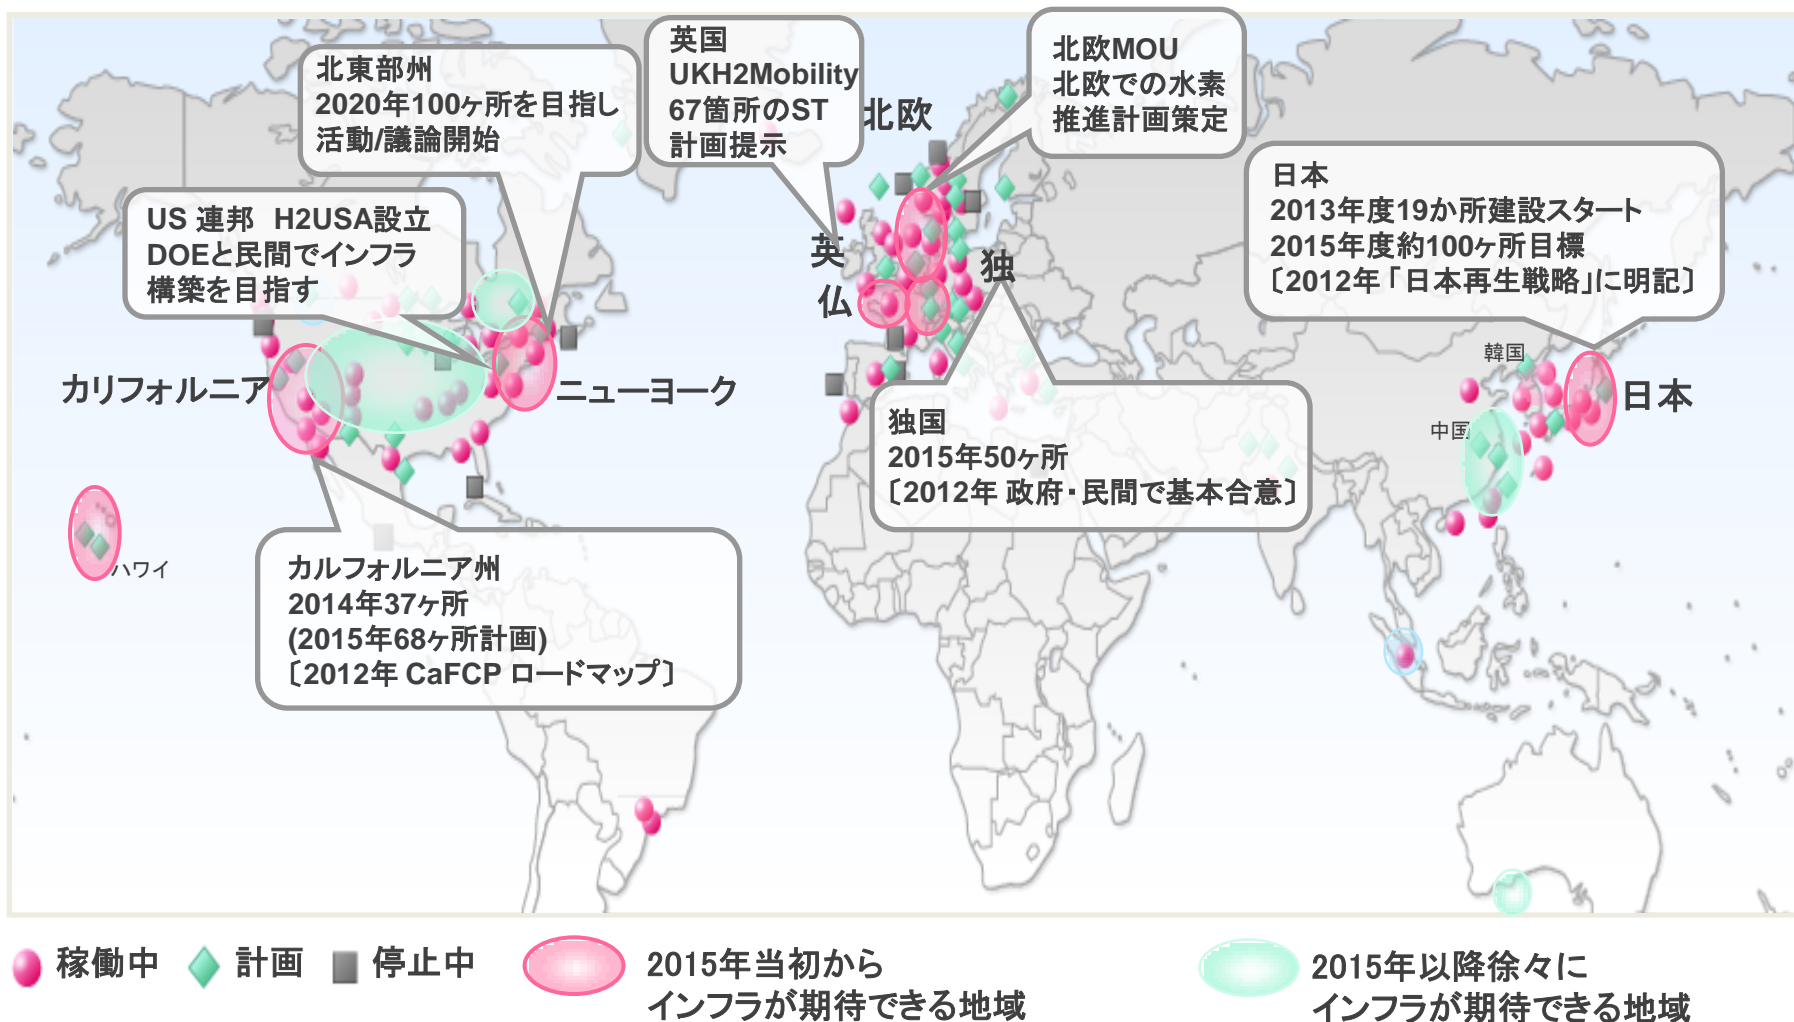 北東部州
2020年100ヶ所を目指し
活動/議論開始
英国
UKH2Mobility
67箇所のST
計画提示
北欧MOU
北欧での水素
推進計画策定
北欧
日本
2013年度19か所建設スタート
2015年度約100ヶ所目標
〔2012年「日本再生戦略」に明記〕
US 連邦　H2USA設立
DOEと民間でインフラ
構築を目指す
英
仏
独
韓国
中国
日本
カリフォルニア
ニューヨーク
独国
2015年50ヶ所
〔2012年 政府・民間で基本合意〕
ハワイ
カルフォルニア州
2014年37ヶ所
(2015年68ヶ所計画)
〔2012年 CaFCP ロードマップ〕
稼働中
計画
停止中
2015年当初から
インフラが期待できる地域
2015年以降徐々に
インフラが期待できる地域